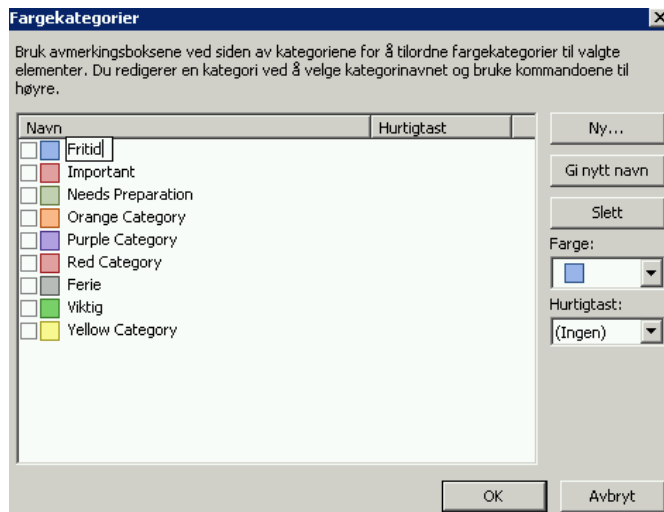 Fargekategorier
Bruk avmerkingsboksene ved siden av kategoriene for å tilordne fargekategorier til valgte
elementer. Du redigerer en kategori ved å velge kategorinavnet og bruke kommandoene til
høyre.
Navn Hurtigtast
Fritid
Important
Needs Preparation
Orange Category
Purple Category
Red Category
Ferie
Viktig
Yellow Category
Ny...
Gi nytt navn
Slett
Farge:
Hurtigtast:
(Ingen)
OK Avbryt